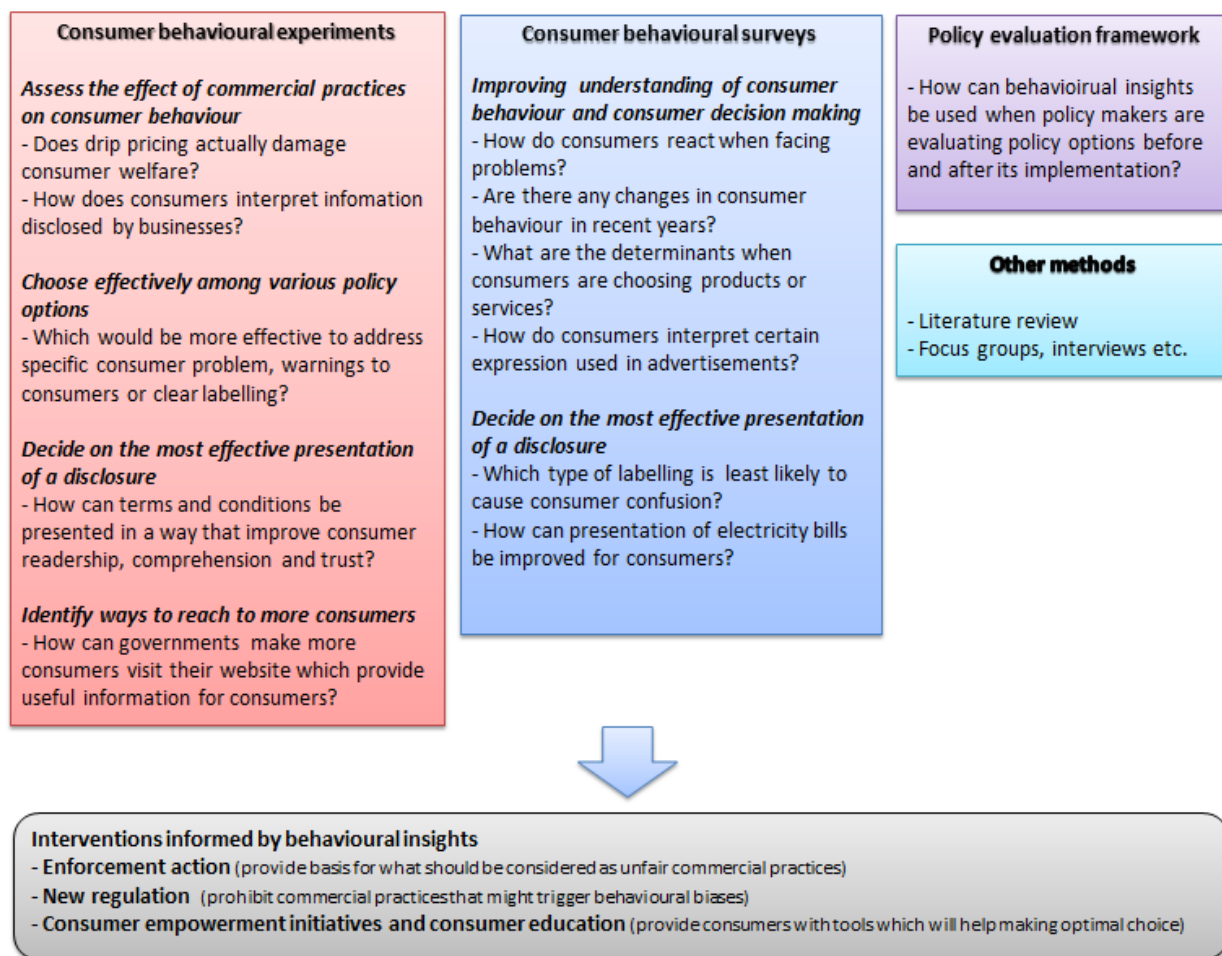 Consumer behavioural experiments
Assess the effect of commercial practices
on consumer behaviour
- Does drip pricing actually damage
consumer welfare?
- How does consumers interpret infomation
disclosed by businesses?
Choose effectively among various policy
options
- Which would be more effective to address
specific consumer problem, warnings to
consumers or clear labelling?
Decide on the most effective presentation
of a disclosure
- How can terms and conditions be
presented in a way that improve consumer
readership, comprehension and trust?
Identify ways to reach to more consumers
- How can governments make more
consumers visit their website which provide
useful information for consumers?
Consumer behavioural surveys
Improving understanding of consumer
behaviour and consumer decision making
- How do consumers react when facing
problems?
- Are there any changes in consumer
behaviour in recent years?
- What are the determinants when
consumers are choosing products or
services?
- How do consumers interpret certain
expression used in advertisements?
Decide on the most effective presentation
of a disclosure
- Which type of labelling is least likely to
cause consumer confusion?
- How can presentation of electricity bills
be improved for consumers?
Policy evaluation framework
- How can behavioirual insights
be used when policy makers are
evaluating policy options before
and after its implementation?
Other methods
- Literature review
- Focus groups, interviews etc.
Interventions informed by behavioural insights
- Enforcement action (provide basis for what should be considered as unfair commercial practices)
- New regulation (prohibit commercial practices that might trigger behavioural biases)
- Consumer empowerment initiatives and consumer education (provide consumers with tools which will help making optimal choice)